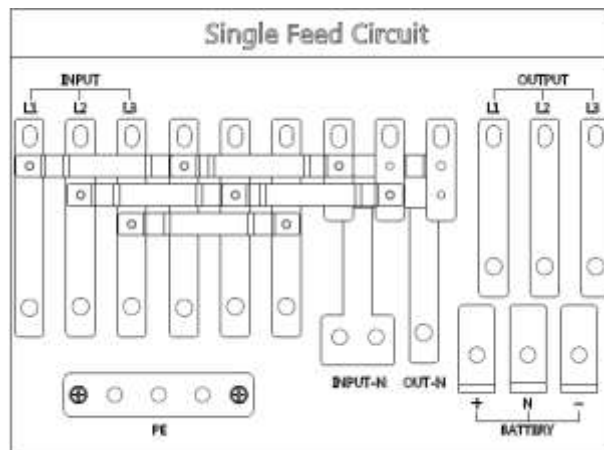 Single Feed Circuit
INPUT
OUTPUT
L1 L2 L3
L1 L2 L3
INPUT-N OUT-N
+ N -
PE
BATTERY